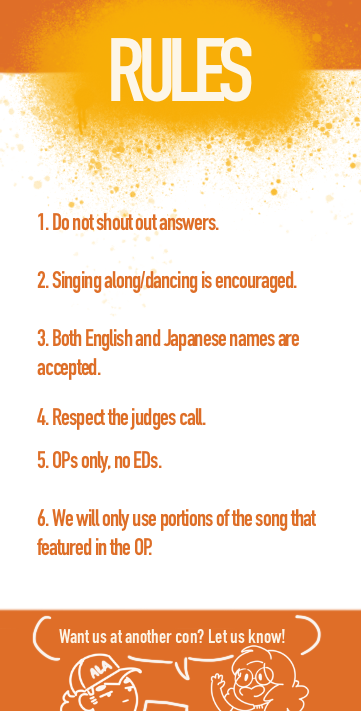 RULES
1. Do not shout out answers.
2. Singing along/dancing is encouraged.
3. Both English and Japanese names are
accepted.
4. Respect the judges call.
5. OPs only, no EDs.
6. We will only use portions of the song that
featured in the OP.
Want us at another con? Let us know!
ALA